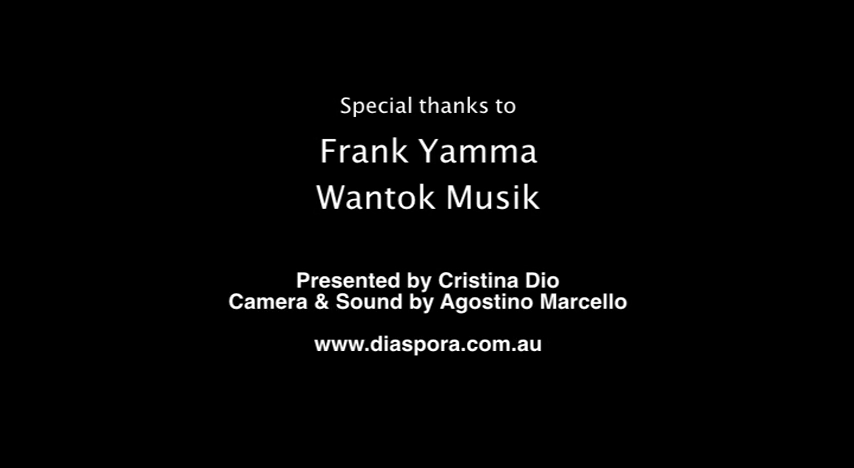 Special thanks to
Frank Yamma
Wantok Musik
Presented by Cristina Dio
Camera & Sound by Agostino Marcello
www.diaspora.com.au